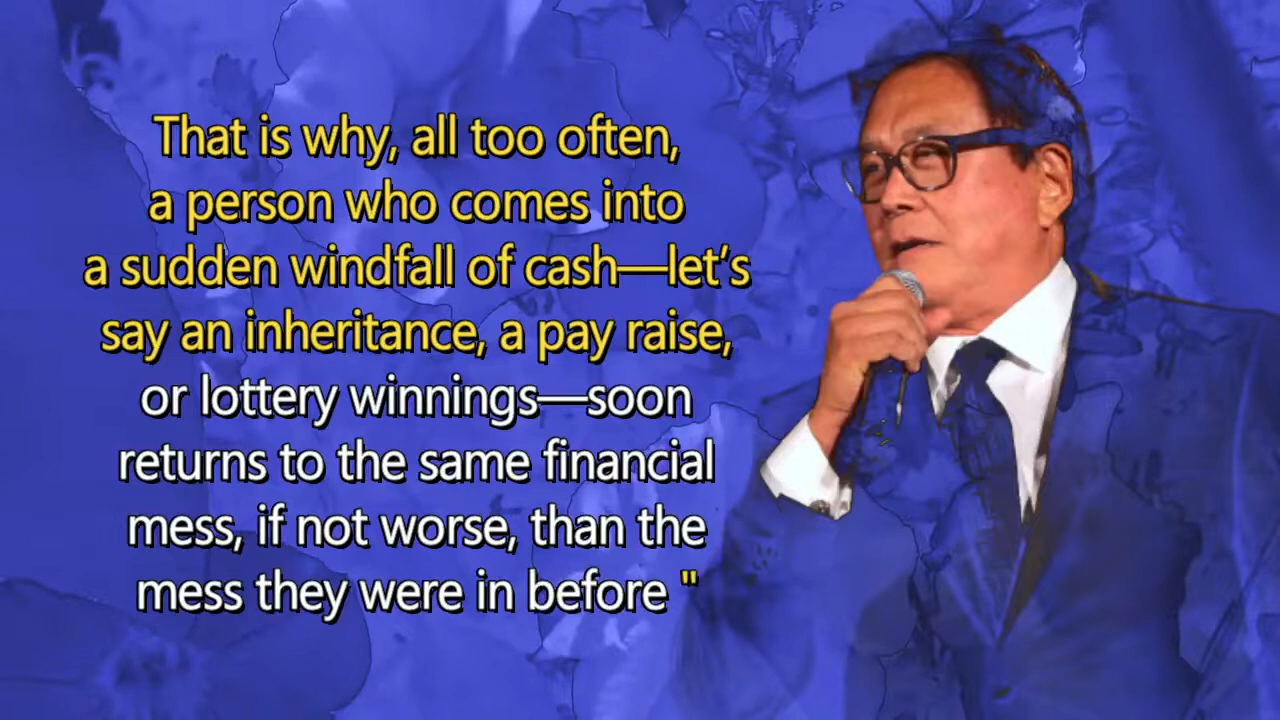 That is why, all too often,
a person who comes into
a sudden windfall of cash—let’s
say an inheritance, a pay raise,
or lottery winnings—soon
returns to the same financial
mess, if not worse, than the
mess they were in before "